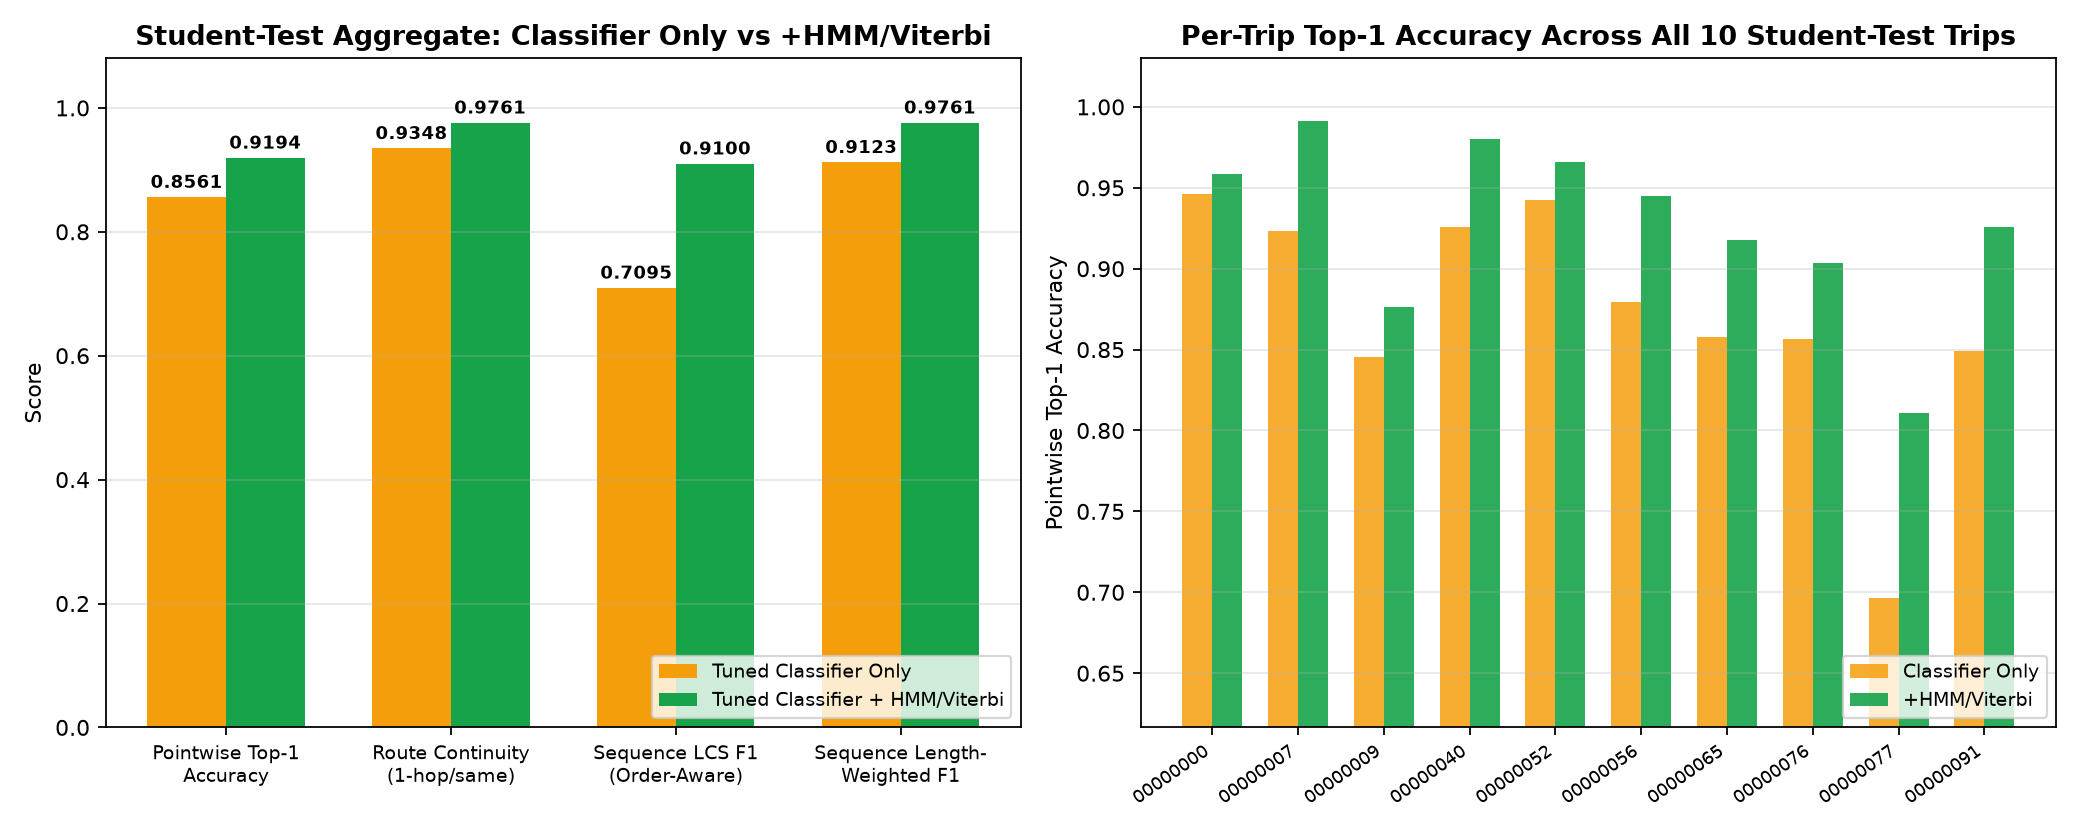 Student-Test Aggregate: Classifier Only vs +HMM/Viterbi
Score
1.0
0.8
0.6
0.4
0.2
0.0
0.8561
0.9194
0.9348
0.9761
0.7095
0.9100
0.9123
0.9761
Tuned Classifier Only
Tuned Classifier + HMM/Viterbi
Pointwise Top-1
Accuracy
Route Continuity
(1-hop/same)
Sequence LCS F1
(Order-Aware)
Sequence Length-
Weighted F1
Per-Trip Top-1 Accuracy Across All 10 Student-Test Trips
Pointwise Top-1 Accuracy
1.00
0.95
0.90
0.85
0.80
0.75
0.70
0.65
Classifier Only
+HMM/Viterbi
00000000
00000007
00000009
00000040
00000052
00000056
00000065
00000076
00000077
00000091